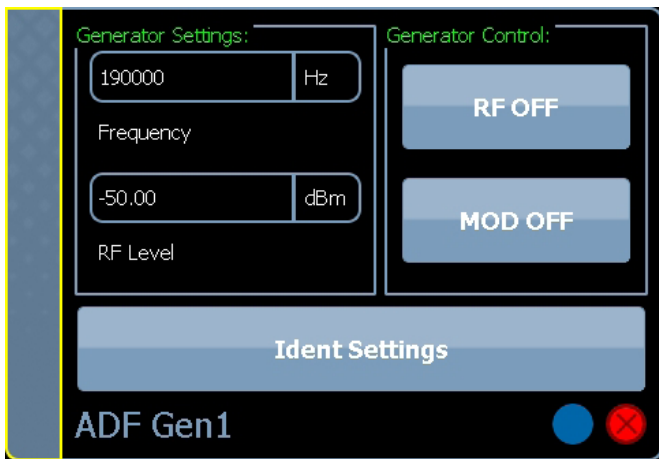 Generator Settings:
190000 Hz
Frequency
-50.00 dBm
RF Level
Generator Control:
RF OFF
MOD OFF
Ident Settings
ADF Gen1